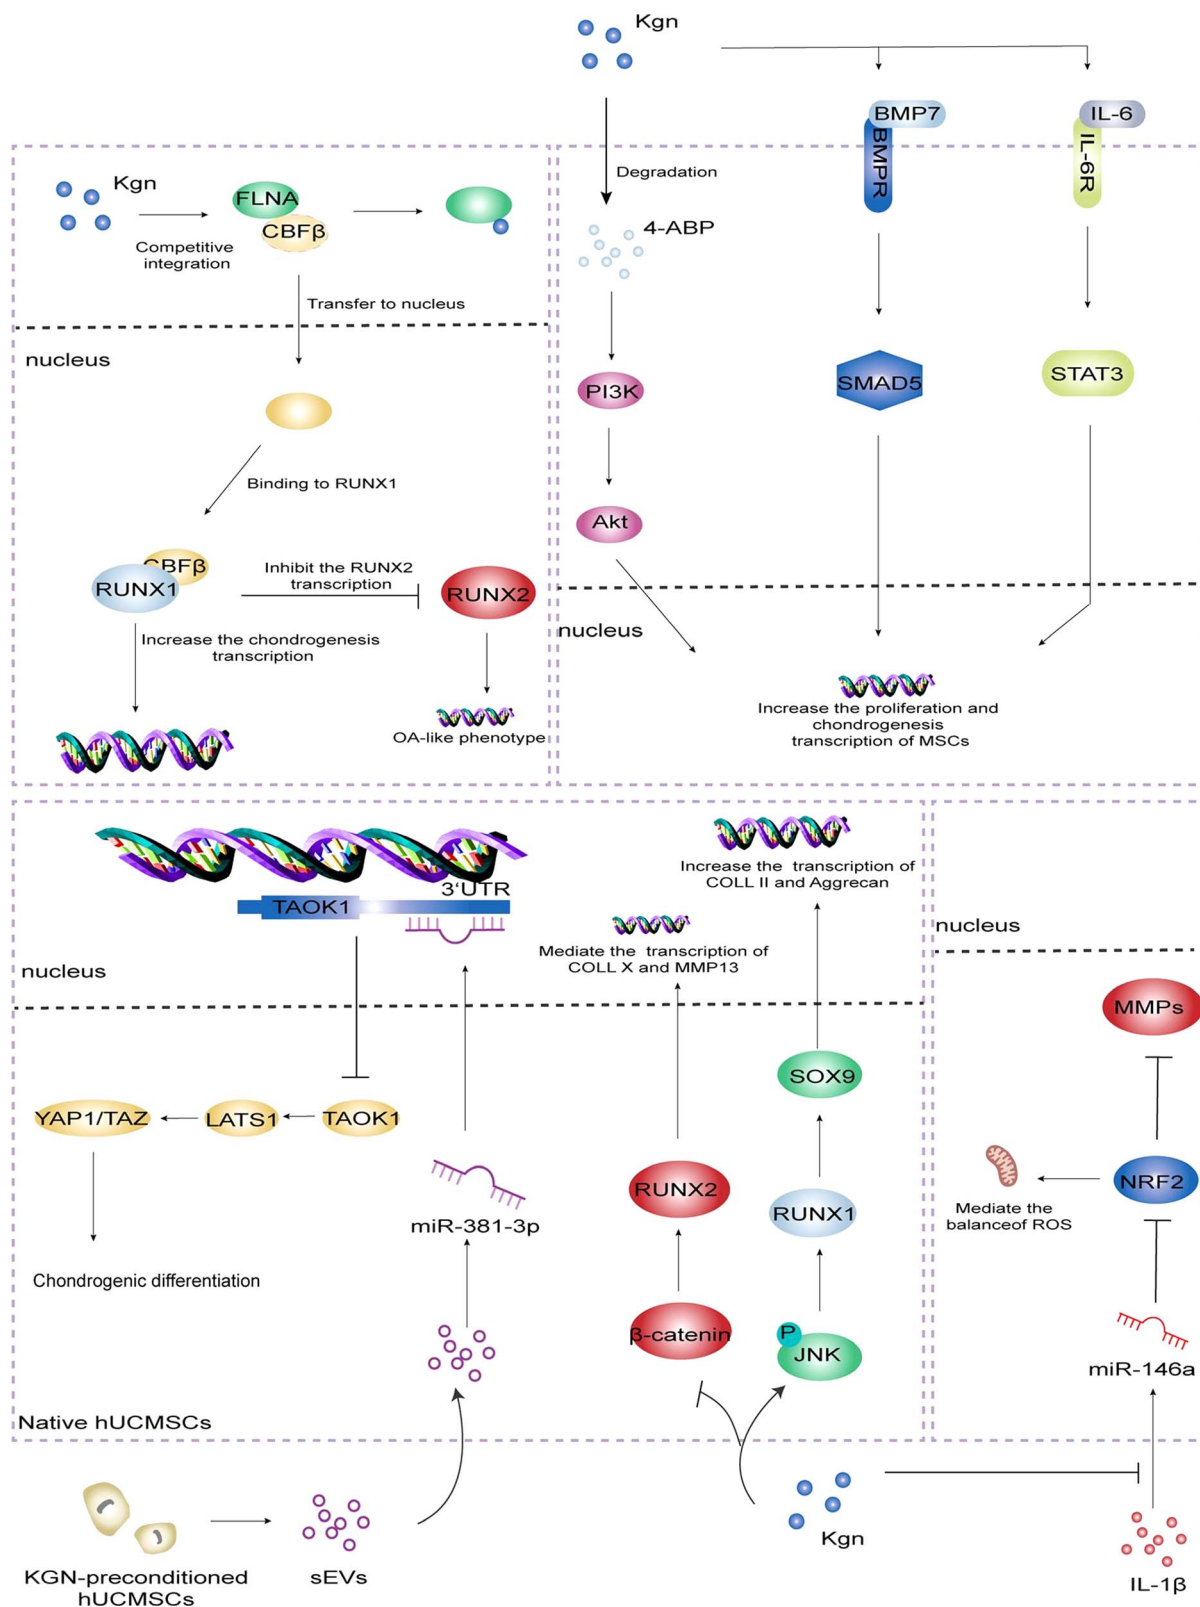 Kgn
BMP7
IL-6
BMPR
IL-6R
Degradation
4-ABP
PI3K
SMAD5
STAT3
Akt
nucleus
Increase the proliferation and
chondrogenesis
transcription of MSCs
Kgn
FLNA
CBFβ
Competitive
integration
Transfer to nucleus
nucleus
Binding to RUNX1
CBFβ
RUNX1
Inhibit the RUNX2
transcription
RUNX2
Increase the chondrogenesis
transcription
OA-like phenotype
3'UTR
TAOK1
nucleus
Increase the transcription of
COLL II and Aggrecan
Mediate the transcription of
COLL X and MMP13
SOX9
YAP1/TAZ
LATS1
TAOK1
miR-381-3p
RUNX2
RUNX1
Chondrogenic differentiation
β-catenin
P
JNK
Native hUCMSCs
KGN-preconditioned
hUCMSCs
sEVs
Kgn
nucleus
MMPs
NRF2
Mediate the
balanceof ROS
miR-146a
IL-1β